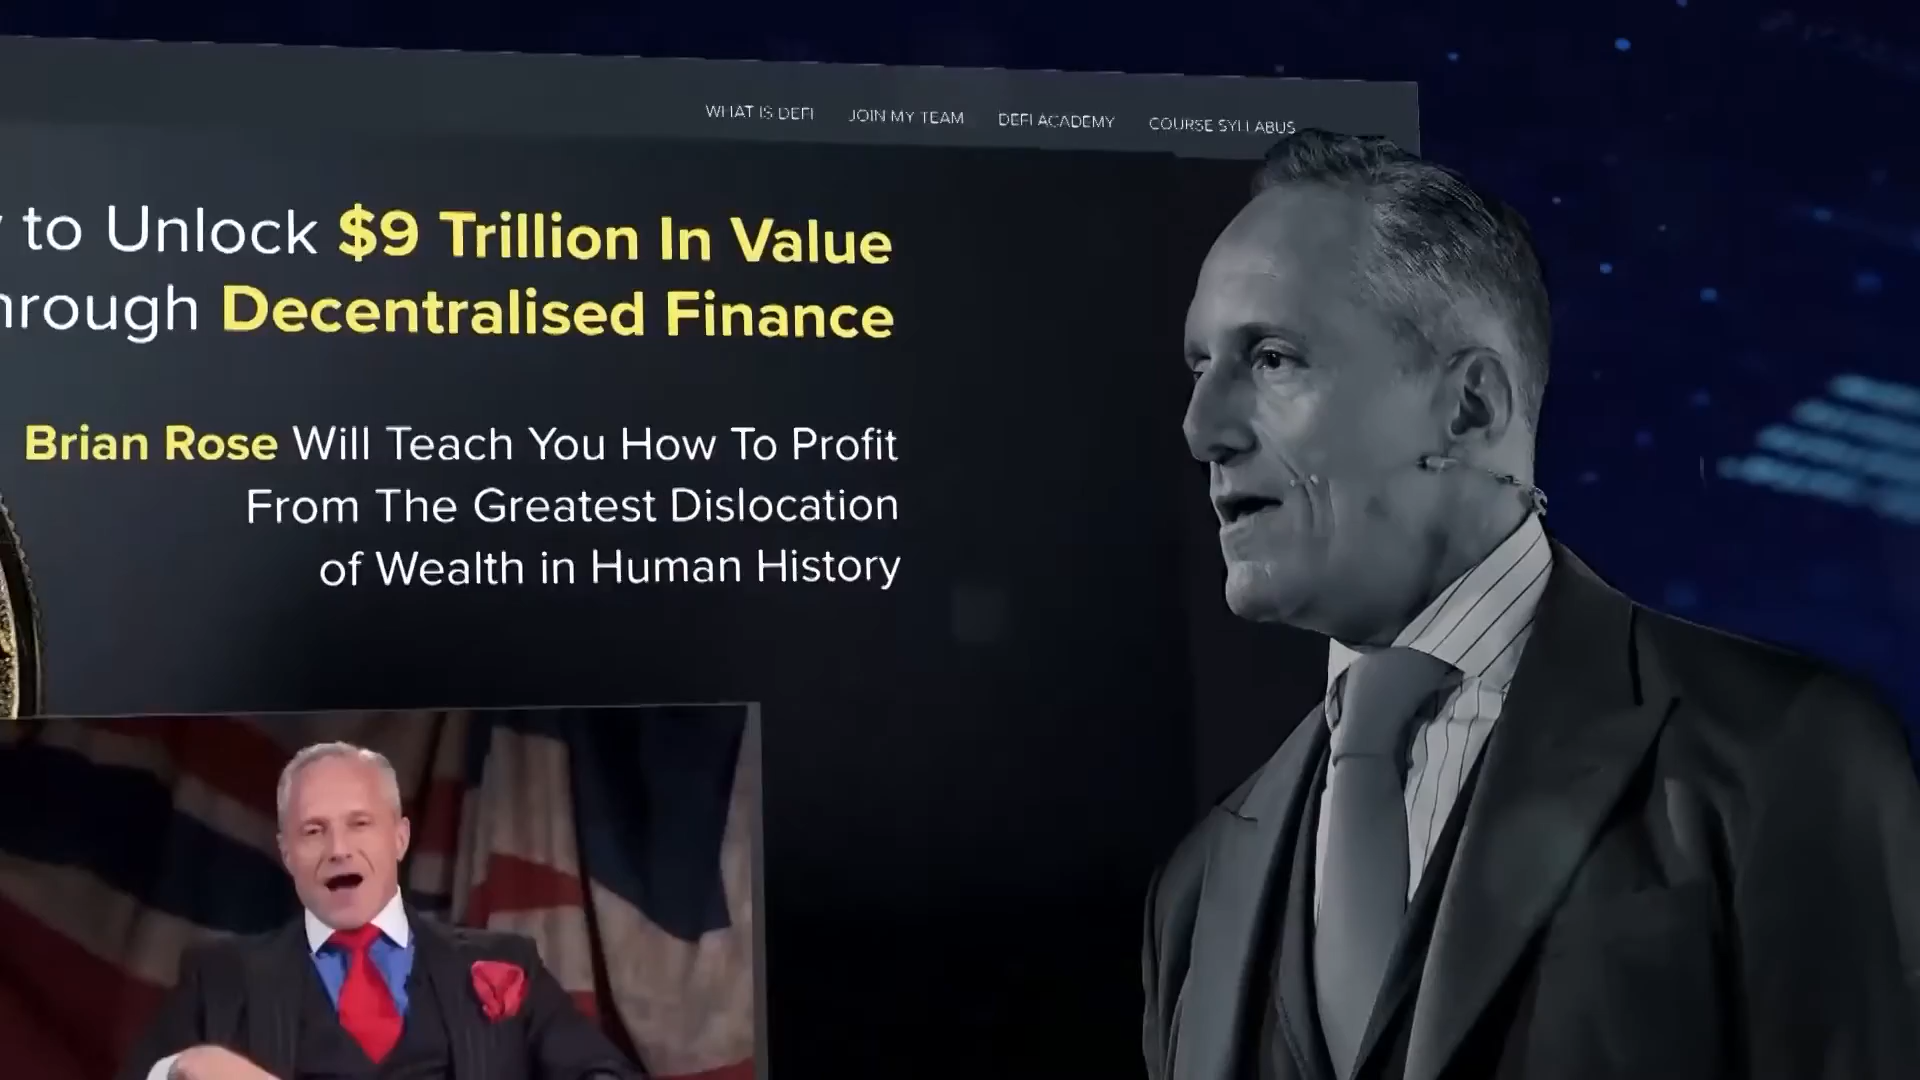 WHAT IS DEFI JOIN MY TEAM DEFI ACADEMY COURSE SYLLABUS
to Unlock $9 Trillion In Value
hrough Decentralised Finance
Brian Rose Will Teach You How To Profit
From The Greatest Dislocation
of Wealth in Human History